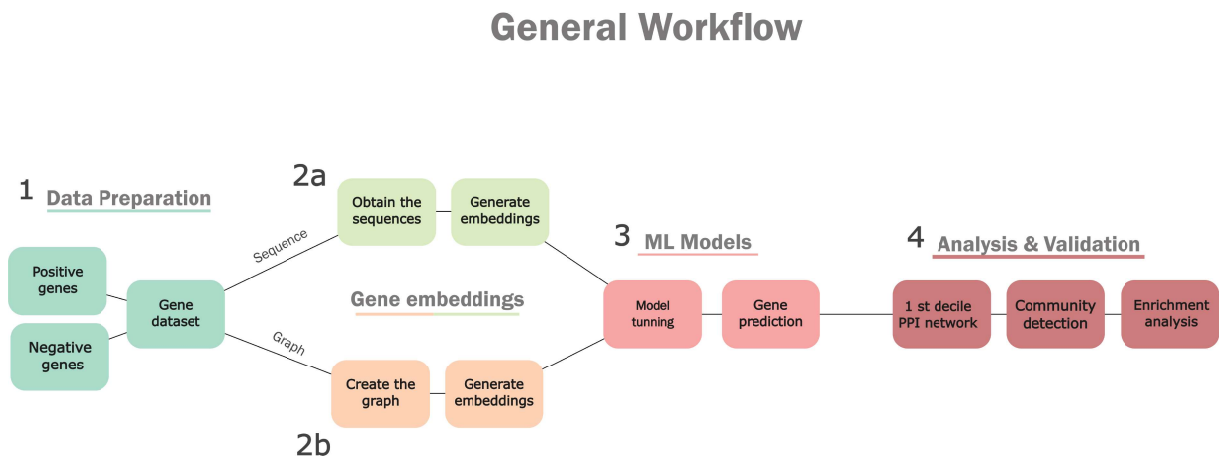 General Workflow
1 Data Preparation
Positive
genes
Negative
genes
Gene
dataset
Sequence
Graph
2a
Obtain the
sequences
Generate
embeddings
Gene embeddings
Create the
graph
Generate
embeddings
2b
3 ML Models
Model
tunning
Gene
prediction
4 Analysis & Validation
1 st decile
PPI network
Community
detection
Enrichment
analysis